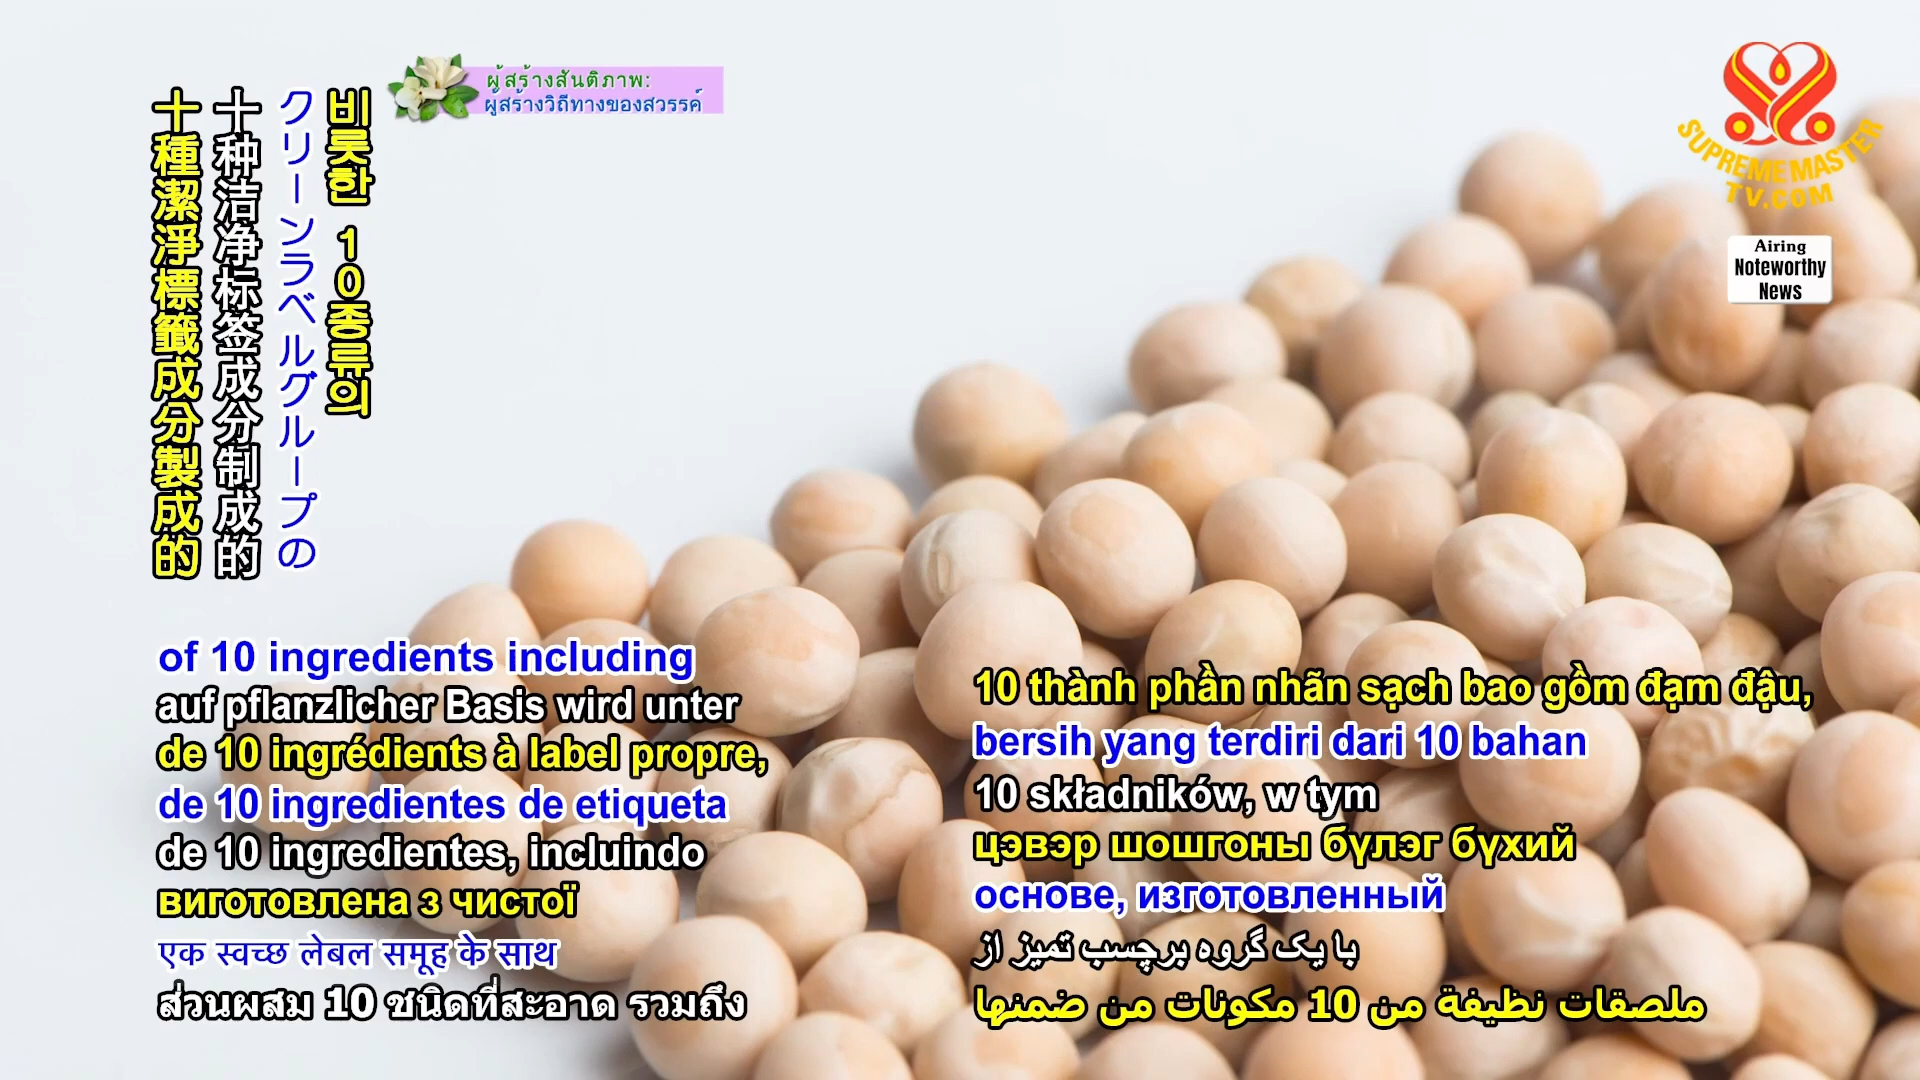 ผู้สร้างสันติภาพ:
ผู้สร้างวิถีทางของสวรรค์
SUPREME MASTER
TV.COM
Airing
Noteworthy
News
비롯한 10종류의
クリーンラベルグループの
十种洁净标签成分制成的
十種潔淨標籤成分製成的
of 10 ingredients including
auf pflanzlicher Basis wird unter
de 10 ingrédients à label propre,
de 10 ingredientes de etiqueta
de 10 ingredientes, incluindo
виготовлена з чистої
एक स्वच्छ लेबल समूह के साथ
ส่วนผสม 10 ชนิดที่สะอาด รวมถึง
10 thành phần nhãn sạch bao gồm đạm đậu,
bersih yang terdiri dari 10 bahan
10 składników, w tym
цэвэр шошгоны бүлэг бүхий
основе, изготовленный
با یک گروه برچسب تمیز از
ملصقات نظيفة من 10 مكونات من ضمنها